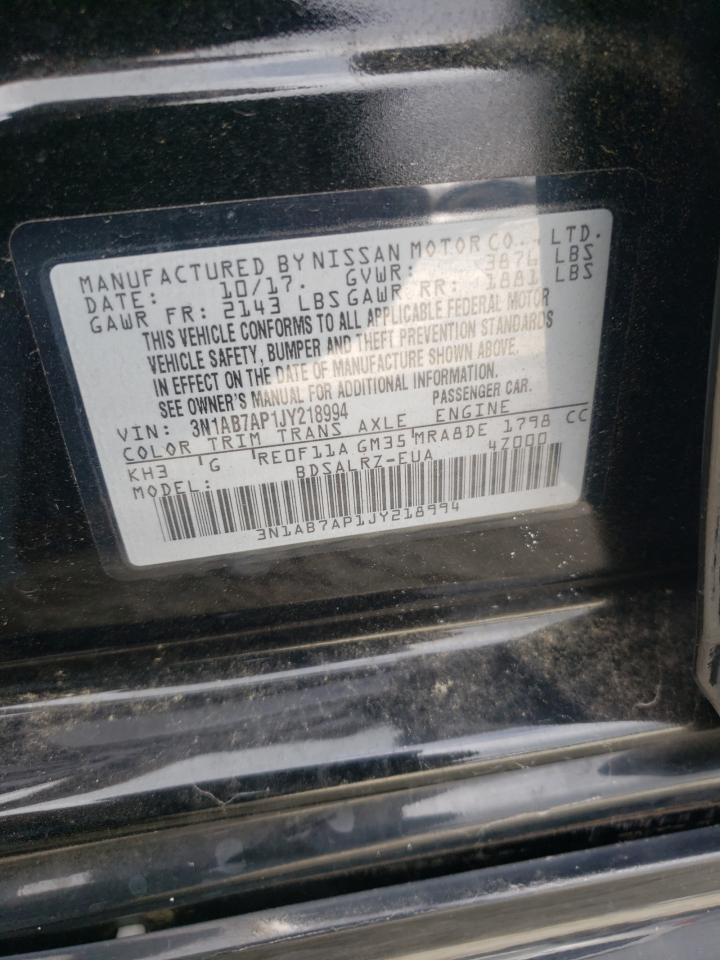 MANUFACTURED BY NISSAN MOTOR CO., LTD.
DATE: 10/17. GVWR: 3876 LBS
GAWR FR: 2143 LBS GAWR RR: 1881 LBS
THIS VEHICLE CONFORMS TO ALL APPLICABLE FEDERAL MOTOR
VEHICLE SAFETY, BUMPER AND THEFT PREVENTION STANDARDS
IN EFFECT ON THE DATE OF MANUFACTURE SHOWN ABOVE.
SEE OWNER'S MANUAL FOR ADDITIONAL INFORMATION.
VIN: 3N1AB7AP1JY218994 PASSENGER CAR.
COLOR TRIM TRANS AXLE ENGINE
KH3 G RE0F11A GM35 MRA8DE 1798 CC
MODEL: BDSALRZ-EUA 4Z000
3N1AB7AP1JY218994